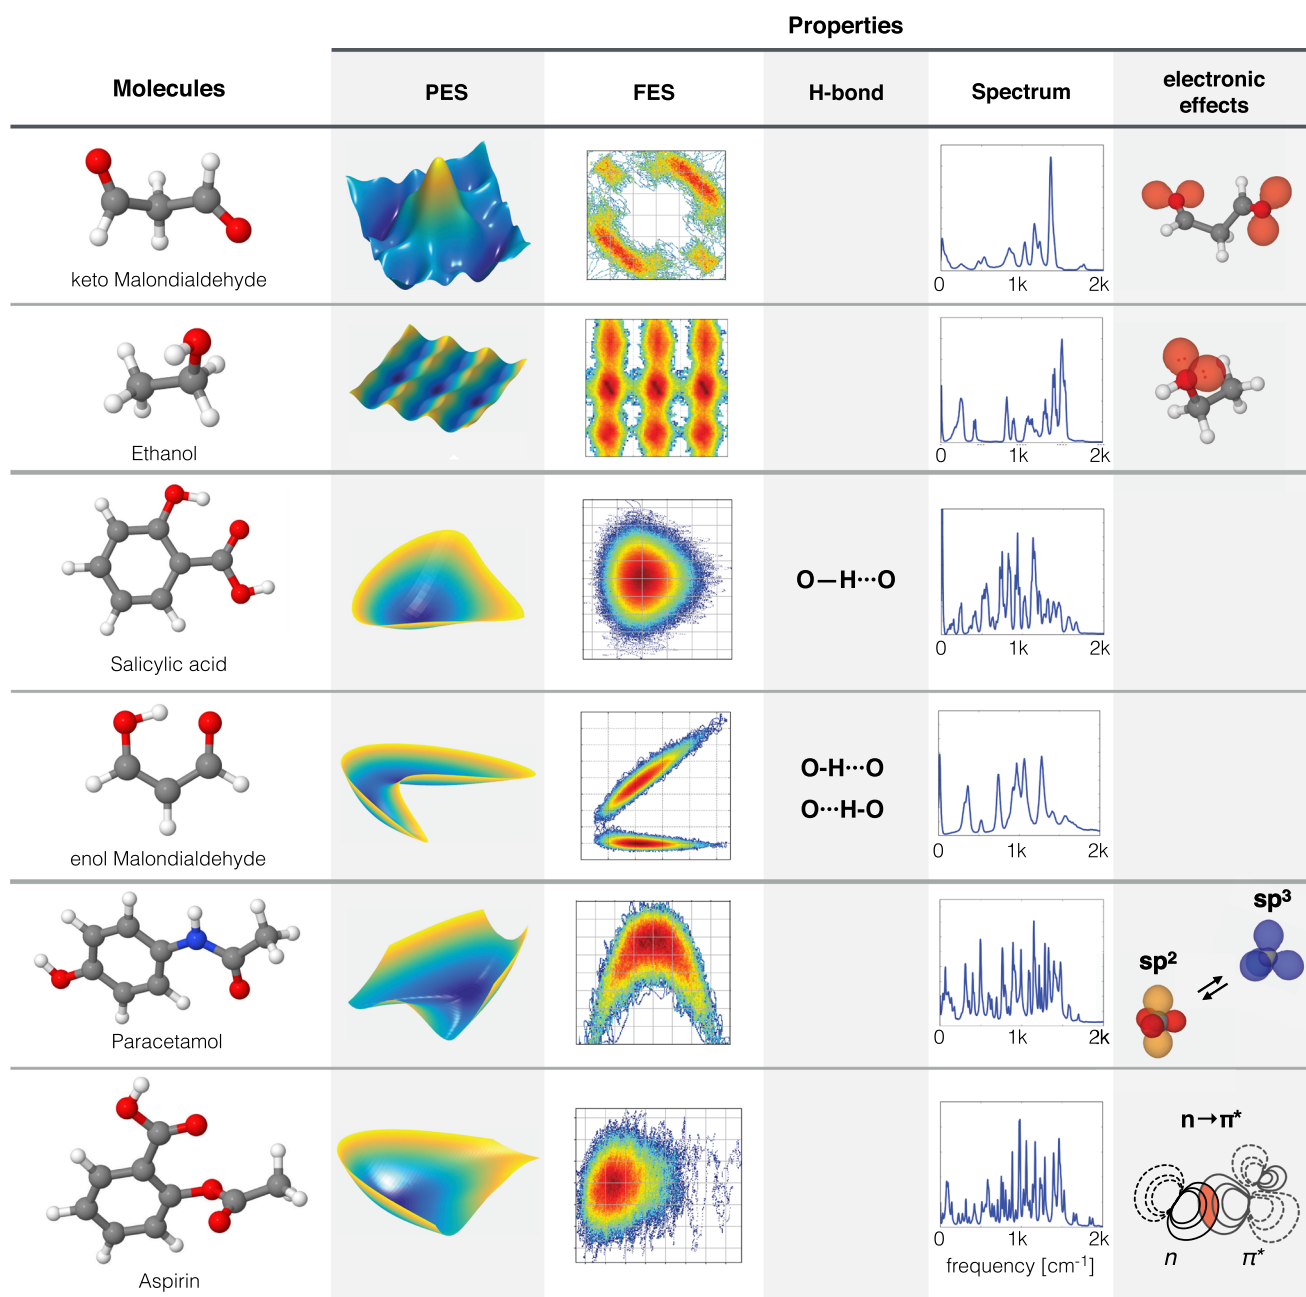 Properties
Molecules
PES
FES
H-bond
Spectrum
electronic
effects
keto Malondialdehyde
0 1k 2k
Ethanol
0 1k 2k
Salicylic acid
O—H···O
0 1k 2k
enol Malondialdehyde
O-H···O
O···H-O
0 1k 2k
Paracetamol
0 1k 2k
sp³
sp²
Aspirin
0 1k 2k
frequency [cm⁻¹]
n→π*
n
π*